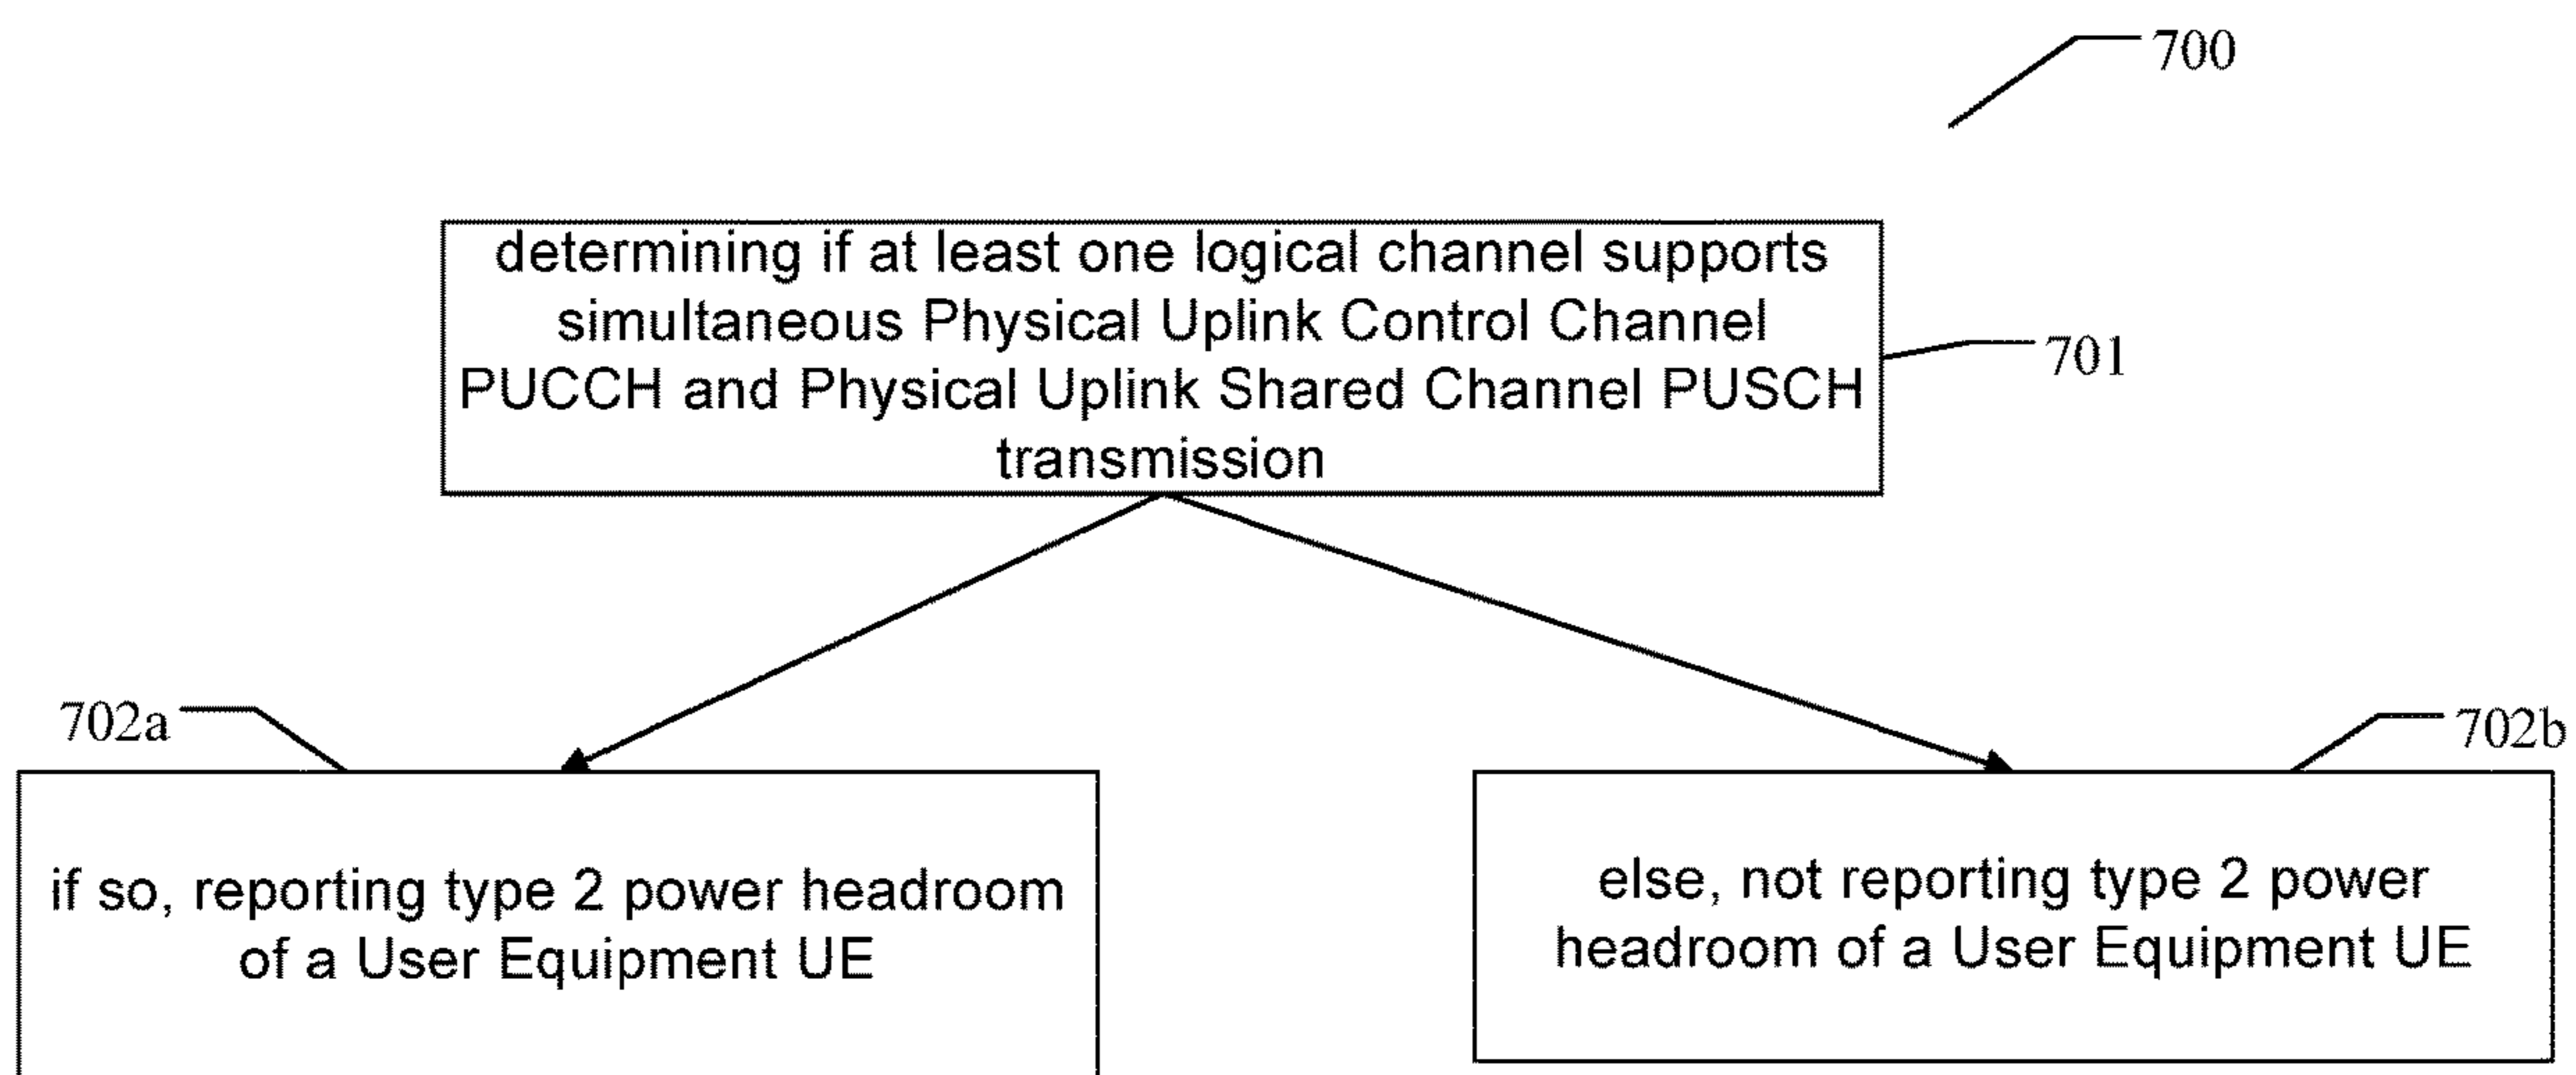 700
determining if at least one logical channel supports
simultaneous Physical Uplink Control Channel
PUCCH and Physical Uplink Shared Channel PUSCH
transmission
701
702a
702b
if so, reporting type 2 power headroom
of a User Equipment UE
else, not reporting type 2 power
headroom of a User Equipment UE